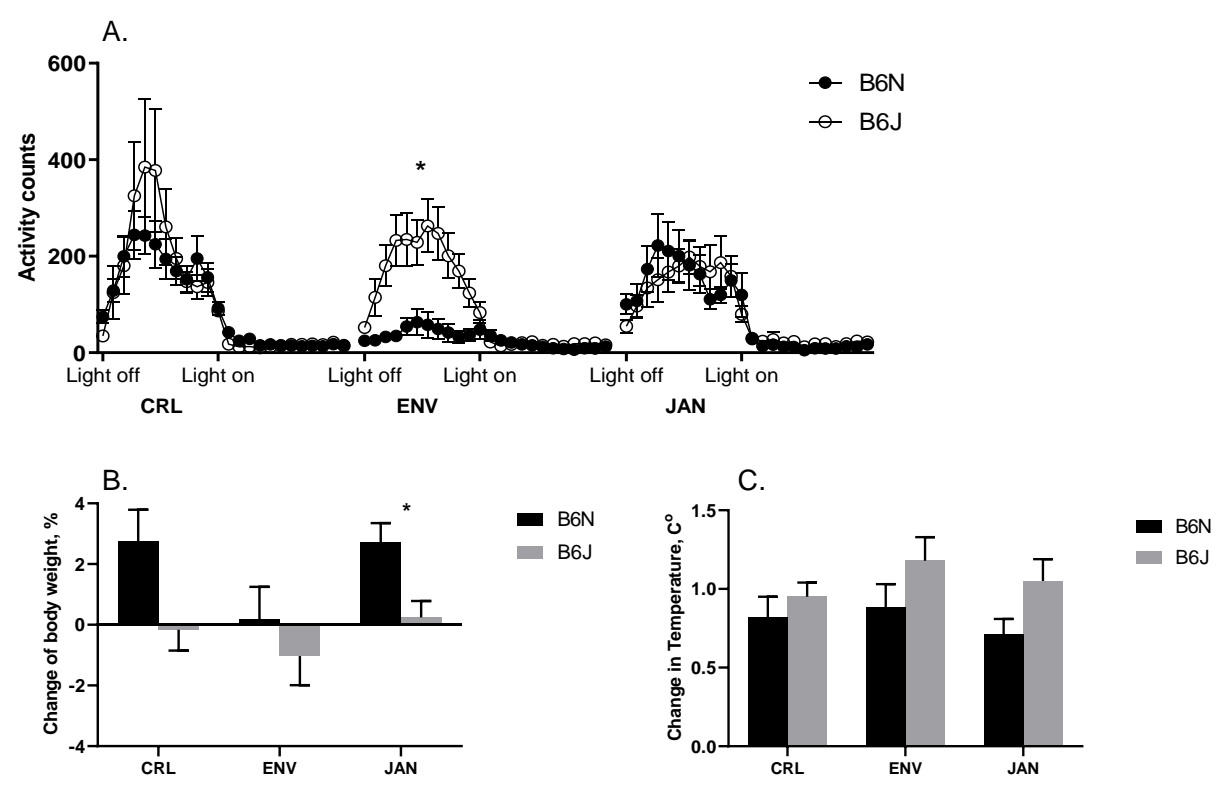 A.
600
400
200
0
Activity counts
*
B6N
B6J
Light off Light on Light off Light on Light off Light on
CRL ENV JAN
B.
4
2
0
-2
-4
Change of body weight, %
*
B6N
B6J
CRL ENV JAN
C.
1.5
1.0
0.5
0.0
Change in Temperature, C°
B6N
B6J
CRL ENV JAN